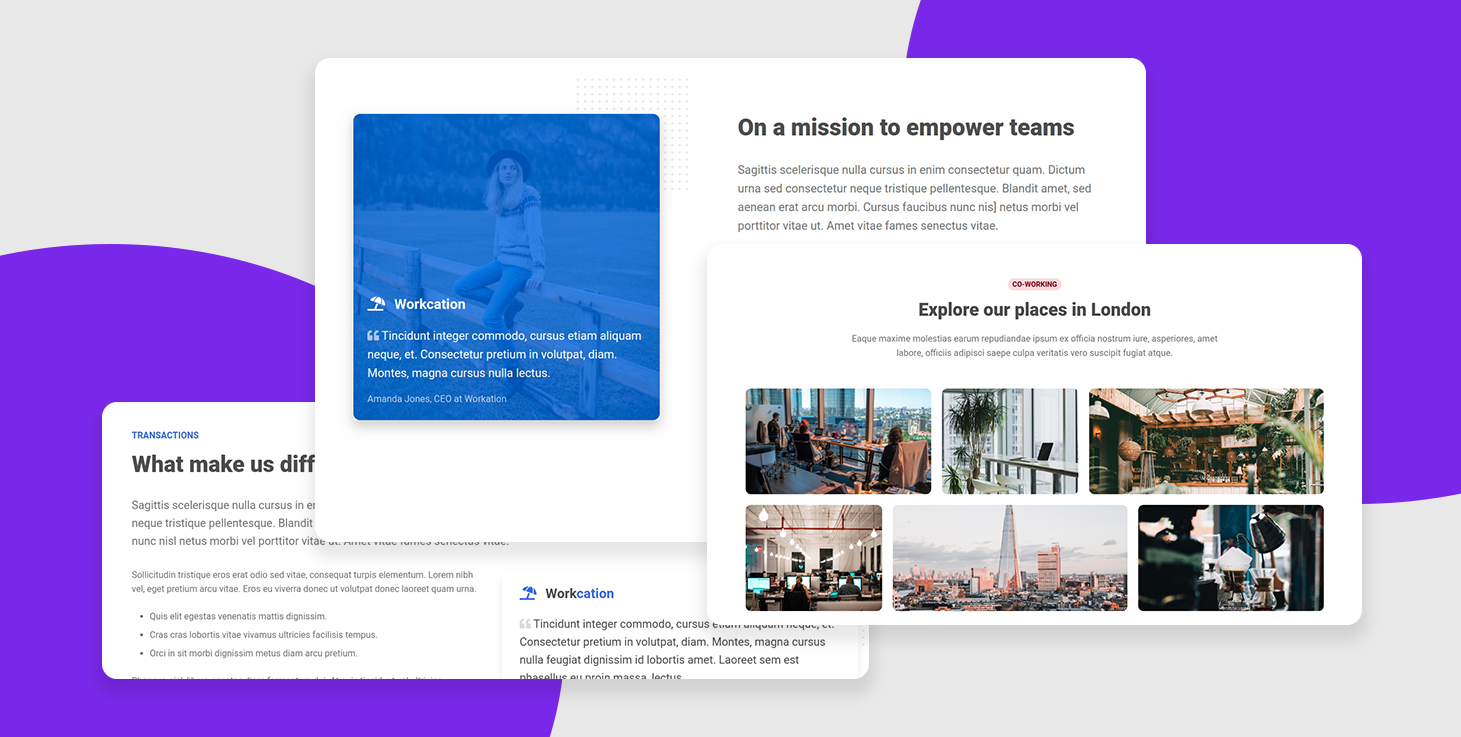 On a mission to empower teams
Sagittis scelerisque nulla cursus in enim consectetur quam. Dictum
urna sed consectetur neque tristique pellentesque. Blandit amet, sed
aenean erat arcu morbi. Cursus faucibus nunc nis] netus morbi vel
porttitor vitae ut. Amet vitae fames senectus vitae.
Workcation
Tincidunt integer commodo, cursus etiam aliquam
neque, et. Consectetur pretium in volutpat, diam.
Montes, magna cursus nulla lectus.
Amanda Jones, CEO at Workation
CO-WORKING
Explore our places in London
Eaque maxime molestias earum repudiandae ipsum ex officia nostrum iure, asperiores, amet
labore, officiis adipisci saepe culpa veritatis vero suscipit fugiat atque.
TRANSACTIONS
What make us diff
Sagittis scelerisque nulla cursus in er
neque tristique pellentesque. Blandit
nunc nisl netus morbi vel porttitor vitae ut. Amet vitae fames senectus vitae.
Sollicitudin tristique eros erat odio sed vitae, consequat turpis elementum. Lorem nibh
vel, eget pretium arcu vitae. Eros eu viverra donec ut volutpat donec laoreet quam urna.
• Quis elit egestas venenatis mattis dignissim.
• Cras cras lobortis vitae vivamus ultricies facilisis tempus.
• Orci in sit morbi dignissim metus diam arcu pretium.
Workcation
Tincidunt integer commodo, cursus etiam aliquam neque, et.
Consectetur pretium in volutpat, diam. Montes, magna cursus
nulla feugiat dignissim id lobortis amet. Laoreet sem est
phasellus eu proin massa, lectus